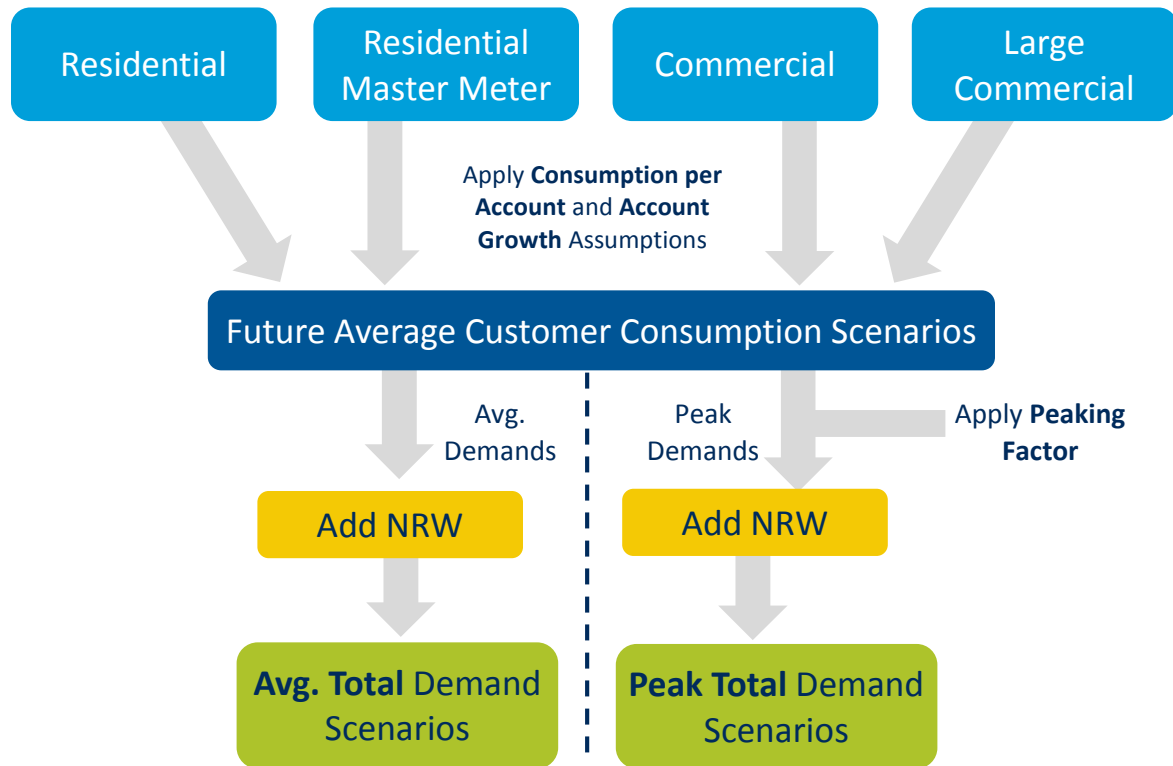 Residential
Residential
Master Meter
Commercial
Large
Commercial
Apply Consumption per
Account and Account
Growth Assumptions
Future Average Customer Consumption Scenarios
Avg.
Demands
Peak
Demands
Apply Peaking
Factor
Add NRW
Add NRW
Avg. Total Demand
Scenarios
Peak Total Demand
Scenarios